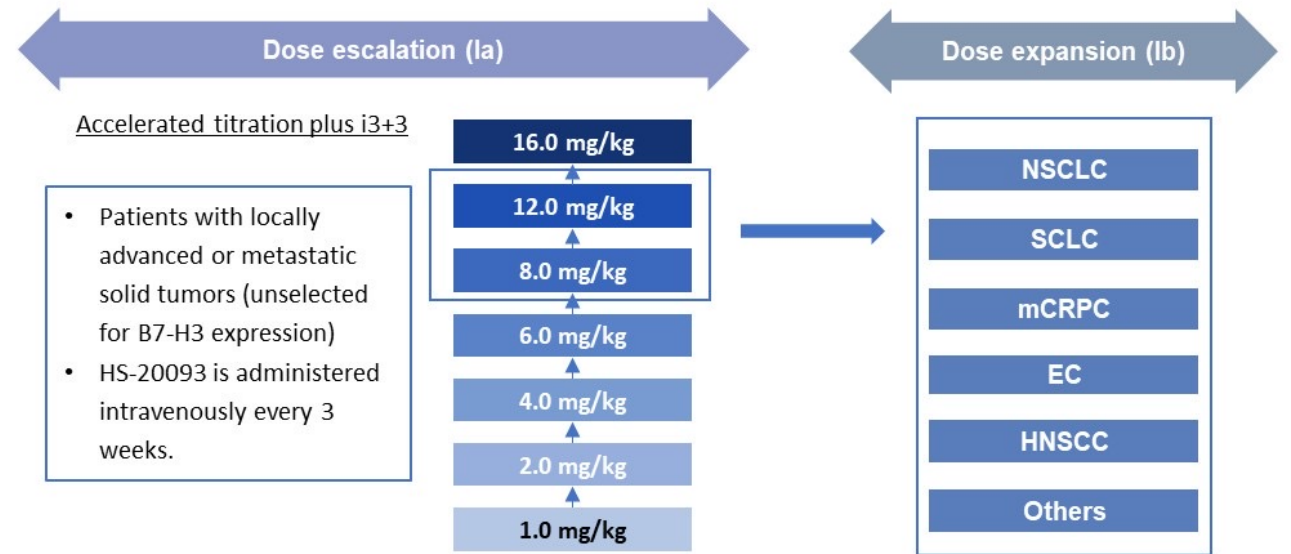 Dose escalation (Ia)
Dose expansion (Ib)
Accelerated titration plus i3+3
• Patients with locally
advanced or metastatic
solid tumors (unselected
for B7-H3 expression)
• HS-20093 is administered
intravenously every 3
weeks.
16.0 mg/kg
12.0 mg/kg
8.0 mg/kg
6.0 mg/kg
4.0 mg/kg
2.0 mg/kg
1.0 mg/kg
NSCLC
SCLC
mCRPC
EC
HNSCC
Others